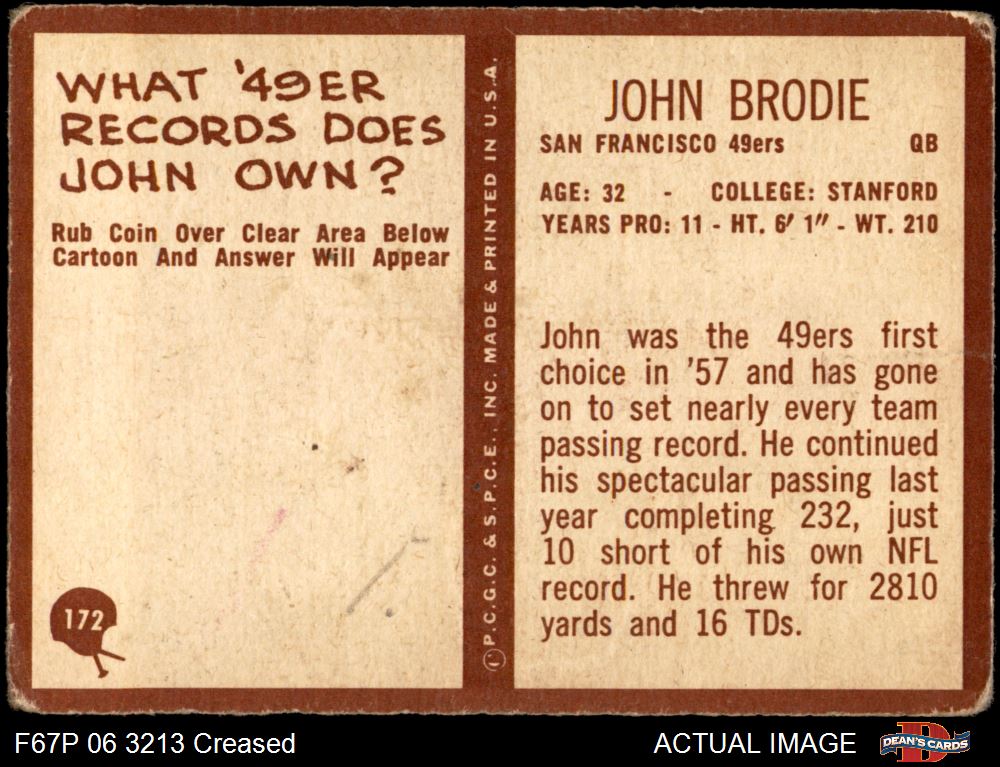 WHAT '49ER
RECORDS DOES
JOHN OWN?
Rub Coin Over Clear Area Below
Cartoon And Answer Will Appear
172
Ⓟ P.C.G.C. & S.P.C.E., INC. MADE & PRINTED IN U.S.A.
JOHN BRODIE
SAN FRANCISCO 49ers QB
AGE: 32 - COLLEGE: STANFORD
YEARS PRO: 11 - HT. 6' 1" - WT. 210
John was the 49ers first
choice in '57 and has gone
on to set nearly every team
passing record. He continued
his spectacular passing last
year completing 232, just
10 short of his own NFL
record. He threw for 2810
yards and 16 TDs.
F67P 06 3213 Creased
ACTUAL IMAGE
D
DEAN'S CARDS